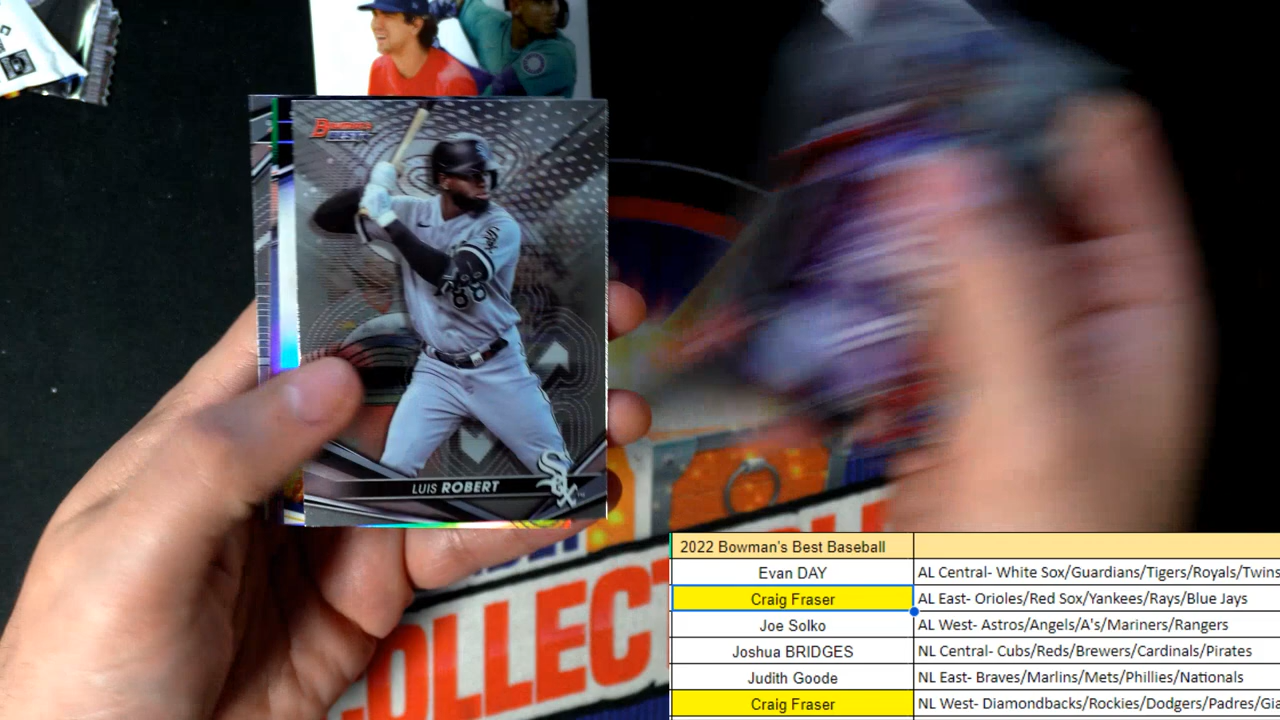 BOWMAN'S
BEST
LUIS ROBERT
Sox
COLLECT
2022 Bowman's Best Baseball
Evan DAY AL Central- White Sox/Guardians/Tigers/Royals/Twins
Craig Fraser AL East- Orioles/Red Sox/Yankees/Rays/Blue Jays
Joe Solko AL West- Astros/Angels/A's/Mariners/Rangers
Joshua BRIDGES NL Central- Cubs/Reds/Brewers/Cardinals/Pirates
Judith Goode NL East- Braves/Marlins/Mets/Phillies/Nationals
Craig Fraser NL West- Diamondbacks/Rockies/Dodgers/Padres/Gia